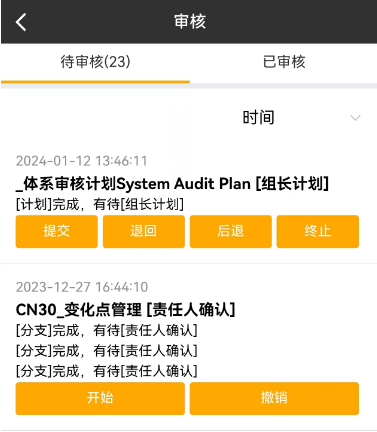 审核
待审核(23) 已审核
时间
2024-01-12 13:46:11
_体系审核计划System Audit Plan [组长计划]
[计划]完成，有待[组长计划]
提交 退回 后退 终止
2023-12-27 16:44:10
CN30_变化点管理 [责任人确认]
[分支]完成，有待[责任人确认]
[分支]完成，有待[责任人确认]
[分支]完成，有待[责任人确认]
开始 撤销